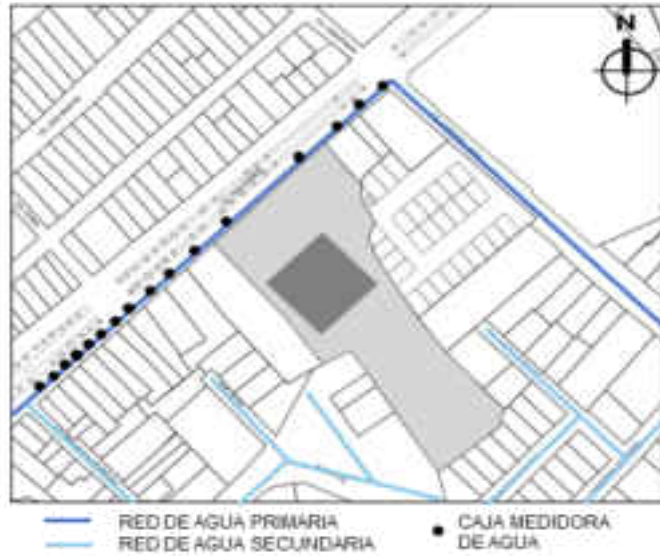 N
RED DE AGUA PRIMARIA
RED DE AGUA SECUNDARIA
CAJA MEDIDORA
DE AGUA